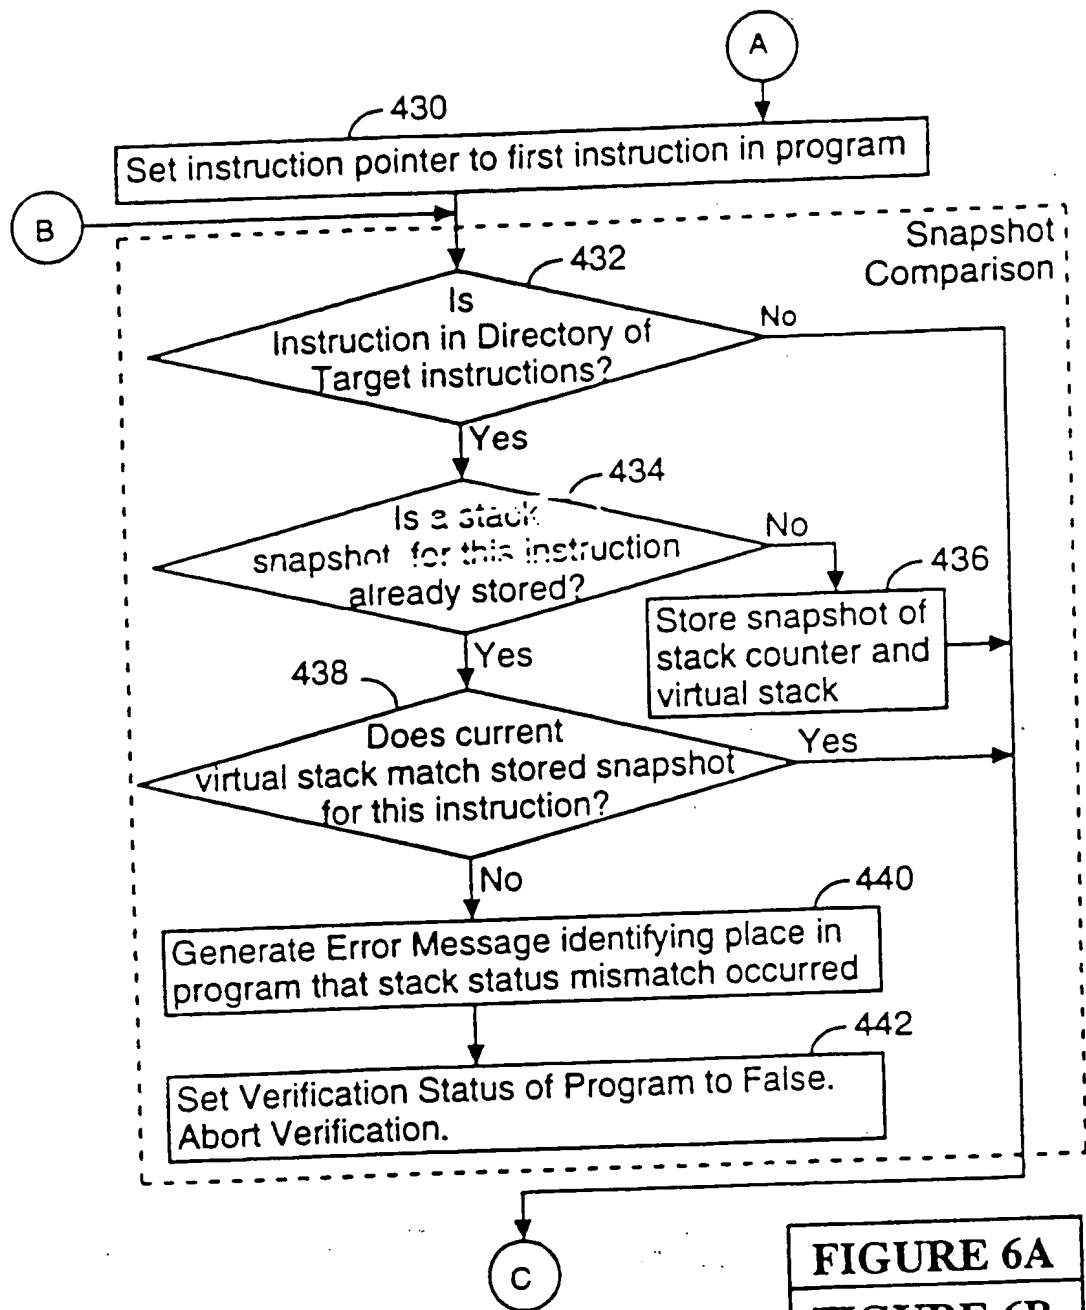 A
430
Set instruction pointer to first instruction in program
B
Snapshot
Comparison
432
Is
Instruction in Directory of
Target instructions?
No
Yes
434
Is a stack
snapshot for this instruction
already stored?
No
436
Store snapshot of
stack counter and
virtual stack
Yes
438
Does current
virtual stack match stored snapshot
for this instruction?
Yes
No
440
Generate Error Message identifying place in
program that stack status mismatch occurred
442
Set Verification Status of Program to False.
Abort Verification.
C
FIGURE 6A
FIGURE 6B